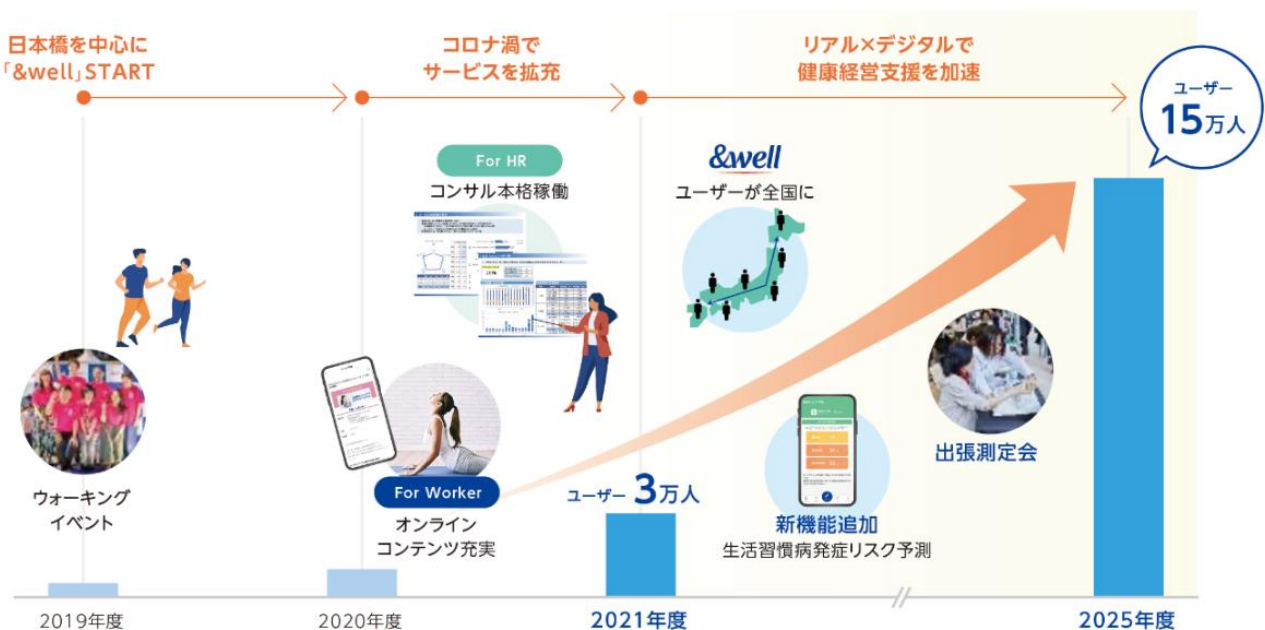 日本橋を中心に
「&well」START
コロナ渦で
サービスを拡充
リアル×デジタルで
健康経営支援を加速
ユーザー
15万人
For HR
コンサル本格稼働
&well
ユーザーが全国に
ウォーキング
イベント
For Worker
オンライン
コンテンツ充実
ユーザー 3万人
新機能追加
生活習慣病発症リスク予測
出張測定会
2019年度
2020年度
2021年度
2025年度